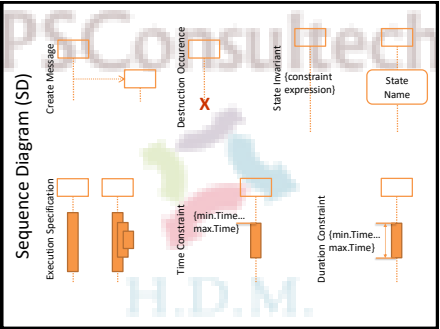 PSConsultech
Sequence Diagram (SD)
Create Message
Destruction Occurence
X
State Invariant
{constraint
expression}
State
Name
Execution Specification
Time Constraint
{min.Time...
max.Time}
Duration Constraint
{min.Time...
max.Time}
H.D.M.